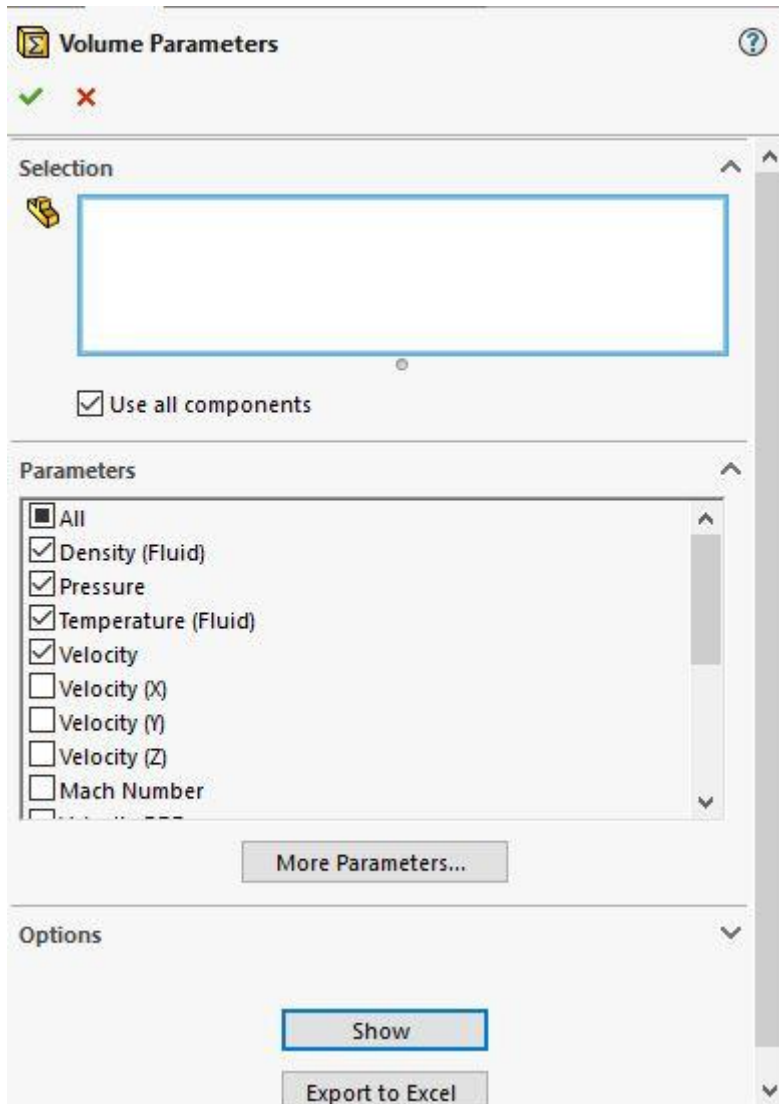 Volume Parameters
Selection
Use all components
Parameters
All
Density (Fluid)
Pressure
Temperature (Fluid)
Velocity
Velocity (X)
Velocity (Y)
Velocity (Z)
Mach Number
More Parameters...
Options
Show
Export to Excel